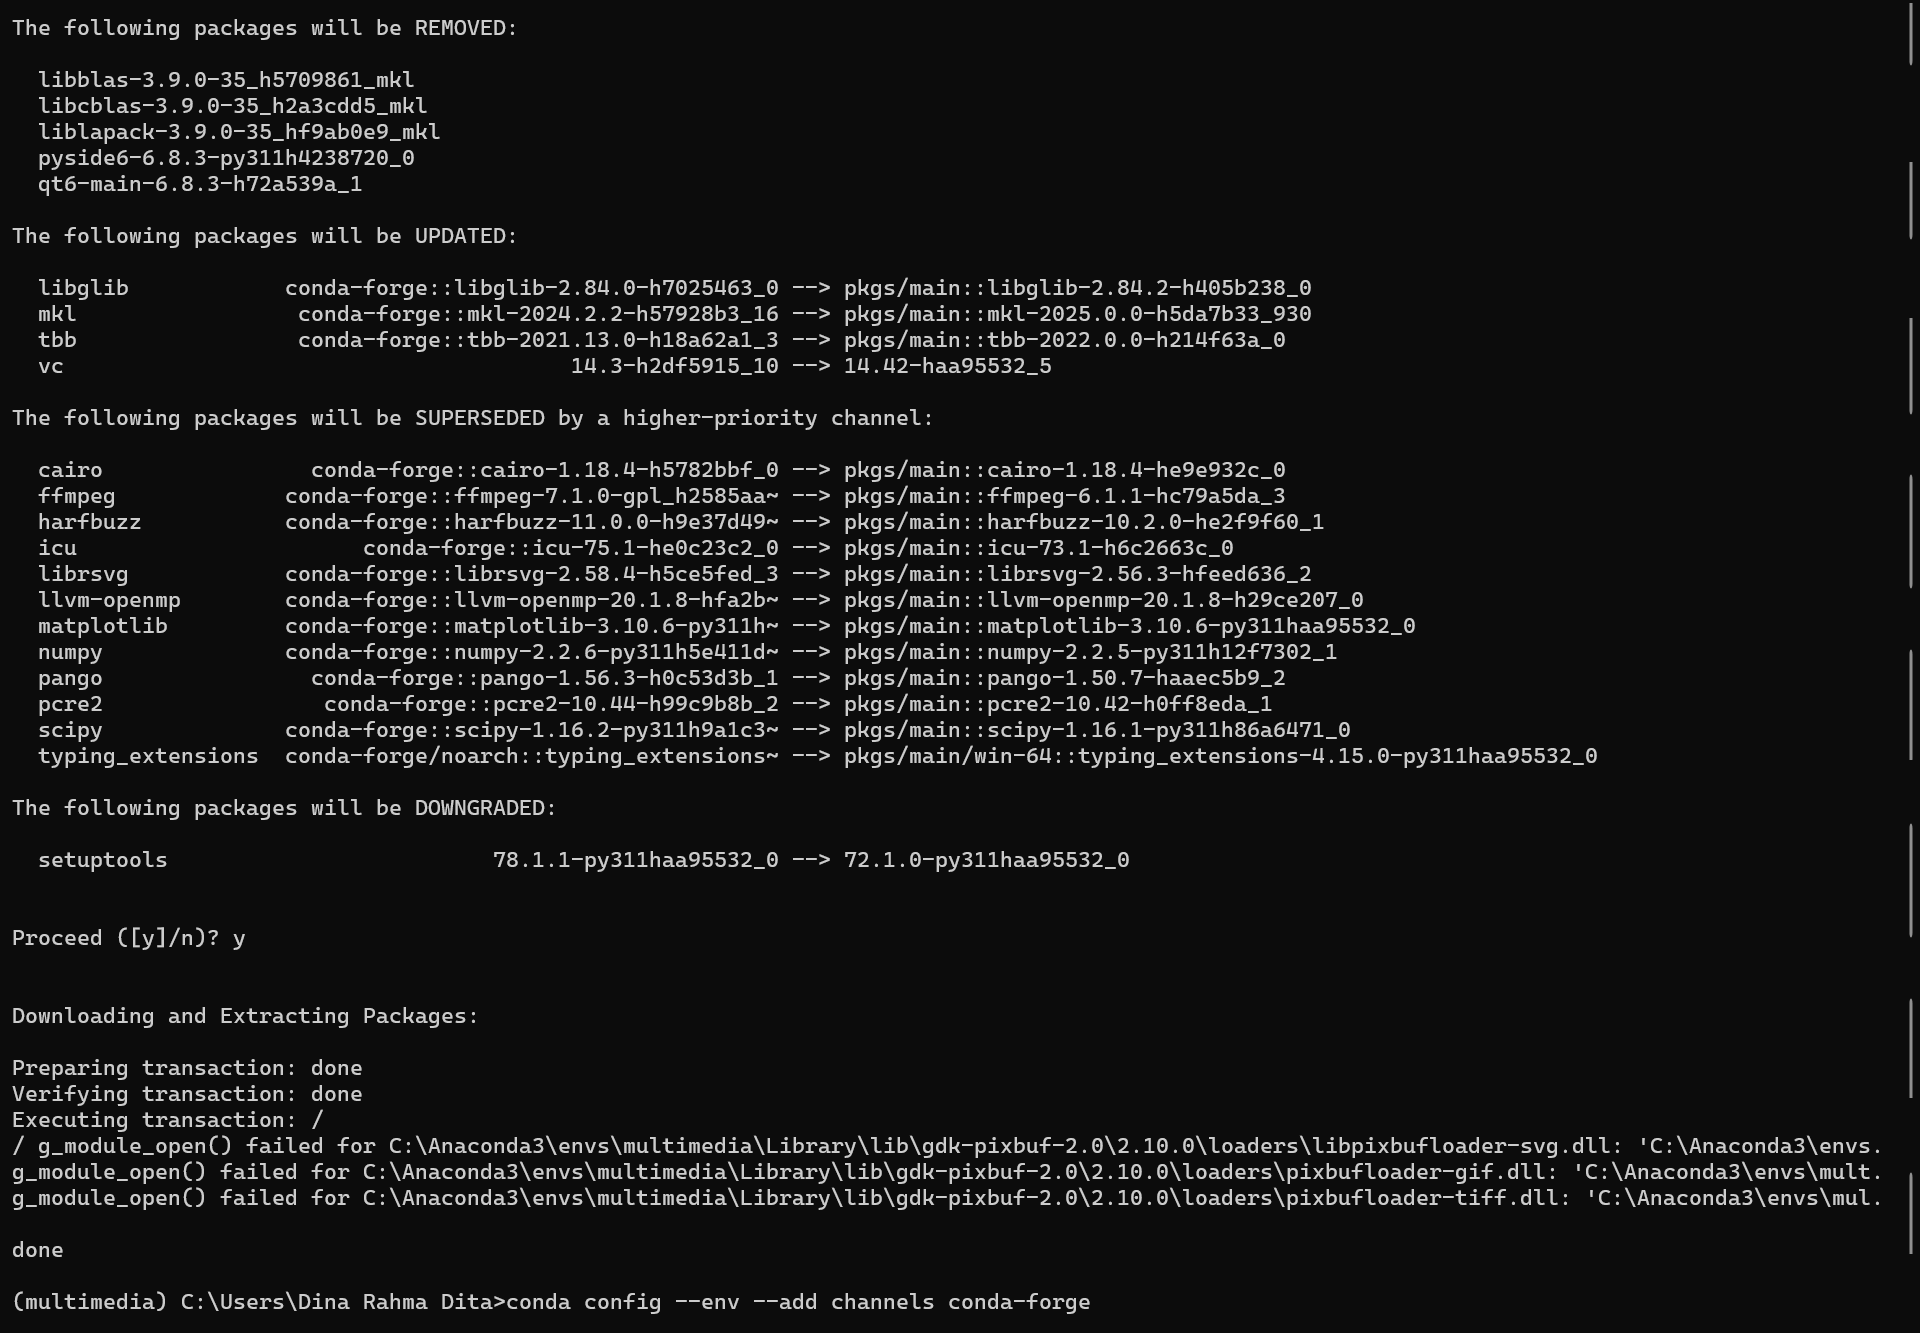 The following packages will be REMOVED:
libblas-3.9.0-35_h5709861_mkl
libcblas-3.9.0-35_h2a3cdd5_mkl
liblapack-3.9.0-35_hf9ab0e9_mkl
pyside6-6.8.3-py311h4238720_0
qt6-main-6.8.3-h72a539a_1
The following packages will be UPDATED:
libglib conda-forge::libglib-2.84.0-h7025463_0 --> pkgs/main::libglib-2.84.2-h405b238_0
mkl conda-forge::mkl-2024.2.2-h57928b3_16 --> pkgs/main::mkl-2025.0.0-h5da7b33_930
tbb conda-forge::tbb-2021.13.0-h18a62a1_3 --> pkgs/main::tbb-2022.0.0-h214f63a_0
vc 14.3-h2df5915_10 --> 14.42-haa95532_5
The following packages will be SUPERSEDED by a higher-priority channel:
cairo conda-forge::cairo-1.18.4-h5782bbf_0 --> pkgs/main::cairo-1.18.4-he9e932c_0
ffmpeg conda-forge::ffmpeg-7.1.0-gpl_h2585aa~ --> pkgs/main::ffmpeg-6.1.1-hc79a5da_3
harfbuzz conda-forge::harfbuzz-11.0.0-h9e37d49~ --> pkgs/main::harfbuzz-10.2.0-he2f9f60_1
icu conda-forge::icu-75.1-he0c23c2_0 --> pkgs/main::icu-73.1-h6c2663c_0
librsvg conda-forge::librsvg-2.58.4-h5ce5fed_3 --> pkgs/main::librsvg-2.56.3-hfeed636_2
llvm-openmp conda-forge::llvm-openmp-20.1.8-hfa2b~ --> pkgs/main::llvm-openmp-20.1.8-h29ce207_0
matplotlib conda-forge::matplotlib-3.10.6-py311h~ --> pkgs/main::matplotlib-3.10.6-py311haa95532_0
numpy conda-forge::numpy-2.2.6-py311h5e411d~ --> pkgs/main::numpy-2.2.5-py311h12f7302_1
pango conda-forge::pango-1.56.3-h0c53d3b_1 --> pkgs/main::pango-1.50.7-haaec5b9_2
pcre2 conda-forge::pcre2-10.44-h99c9b8b_2 --> pkgs/main::pcre2-10.42-h0ff8eda_1
scipy conda-forge::scipy-1.16.2-py311h9a1c3~ --> pkgs/main::scipy-1.16.1-py311h86a6471_0
typing_extensions conda-forge/noarch::typing_extensions~ --> pkgs/main/win-64::typing_extensions-4.15.0-py311haa95532_0
The following packages will be DOWNGRADED:
setuptools 78.1.1-py311haa95532_0 --> 72.1.0-py311haa95532_0
Proceed ([y]/n)? y
Downloading and Extracting Packages:
Preparing transaction: done
Verifying transaction: done
Executing transaction: /
/ g_module_open() failed for C:\Anaconda3\envs\multimedia\Library\lib\gdk-pixbuf-2.0\2.10.0\loaders\libpixbufloader-svg.dll: 'C:\Anaconda3\envs.
g_module_open() failed for C:\Anaconda3\envs\multimedia\Library\lib\gdk-pixbuf-2.0\2.10.0\loaders\pixbufloader-gif.dll: 'C:\Anaconda3\envs\mult.
g_module_open() failed for C:\Anaconda3\envs\multimedia\Library\lib\gdk-pixbuf-2.0\2.10.0\loaders\pixbufloader-tiff.dll: 'C:\Anaconda3\envs\mul.
done
(multimedia) C:\Users\Dina Rahma Dita>conda config --env --add channels conda-forge